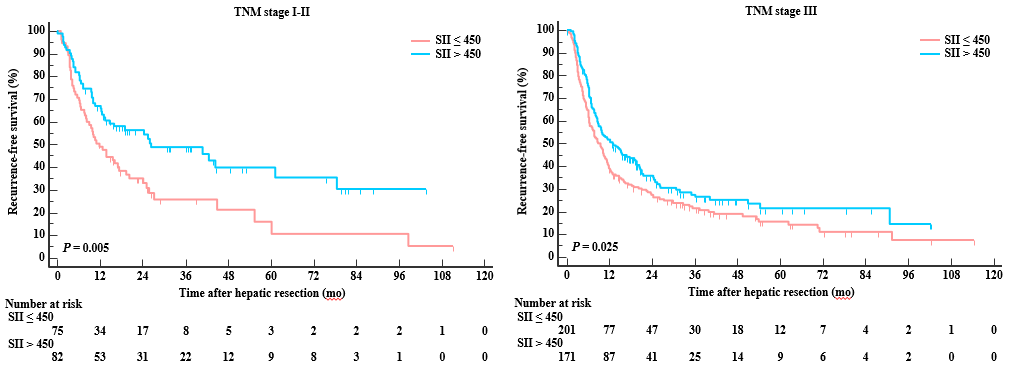 TNM stage I-II
100
90
80
70
60
50
40
30
20
10
0
Recurrence-free survival (%)
SII ≤ 450
SII > 450
P = 0.005
0 12 24 36 48 60 72 84 96 108 120
Time after hepatic resection (mo)
Number at risk
SII ≤ 450
75 34 17 8 5 3 2 2 2 1 0
SII > 450
82 53 31 22 12 9 8 3 1 0 0
TNM stage III
100
90
80
70
60
50
40
30
20
10
0
Recurrence-free survival (%)
SII ≤ 450
SII > 450
P = 0.025
0 12 24 36 48 60 72 84 96 108 120
Time after hepatic resection (mo)
Number at risk
SII ≤ 450
201 77 47 30 18 12 7 4 2 1 0
SII > 450
171 87 41 25 14 9 6 4 2 0 0